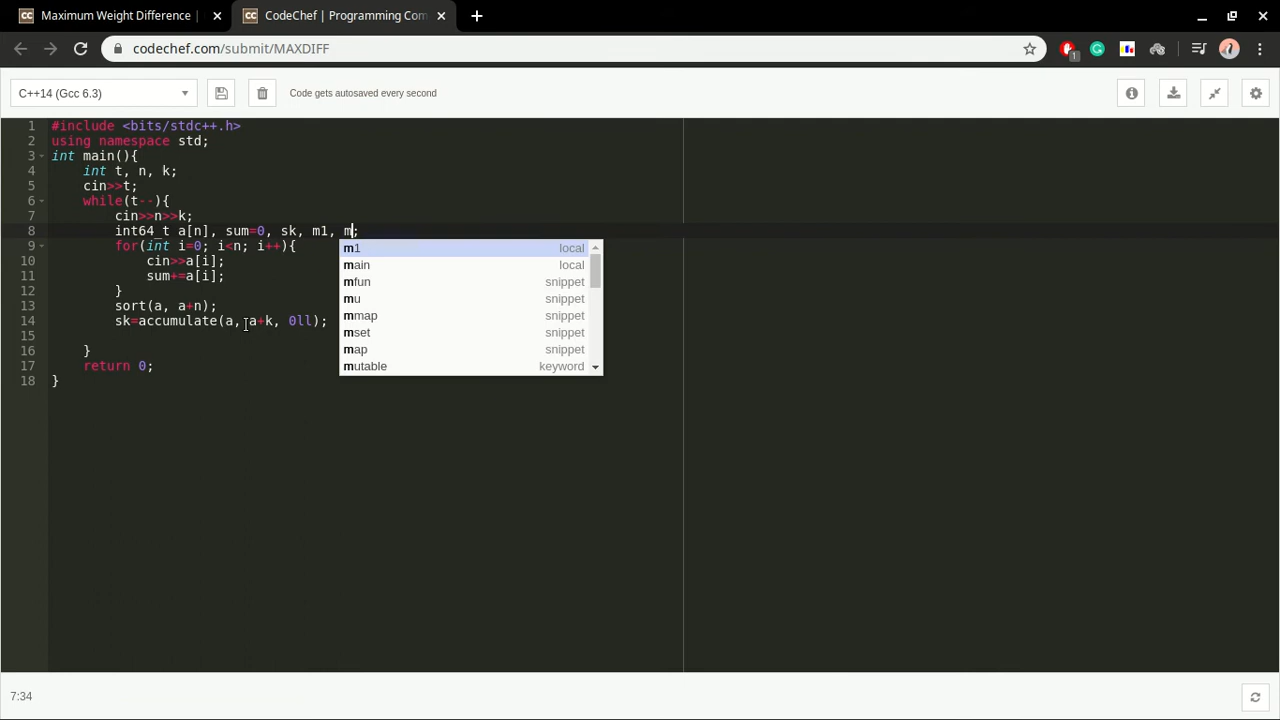 Maximum Weight Difference |
CodeChef | Programming Com
codechef.com/submit/MAXDIFF
1
C++14 (Gcc 6.3)
Code gets autosaved every second
1 #include <bits/stdc++.h>
2 using namespace std;
3 int main(){
4 int t, n, k;
5 cin>>t;
6 while(t--){
7 cin>>n>>k;
8 int64_t a[n], sum=0, sk, m1, m;
9 for(int i=0; i<n; i++){
10 cin>>a[i];
11 sum+=a[i];
12 }
13 sort(a, a+n);
14 sk=accumulate(a, a+k, 0ll);
15
16 }
17 return 0;
18 }
m1 local
main local
mfun snippet
mu snippet
mmap snippet
mset snippet
map snippet
mutable keyword
7:34